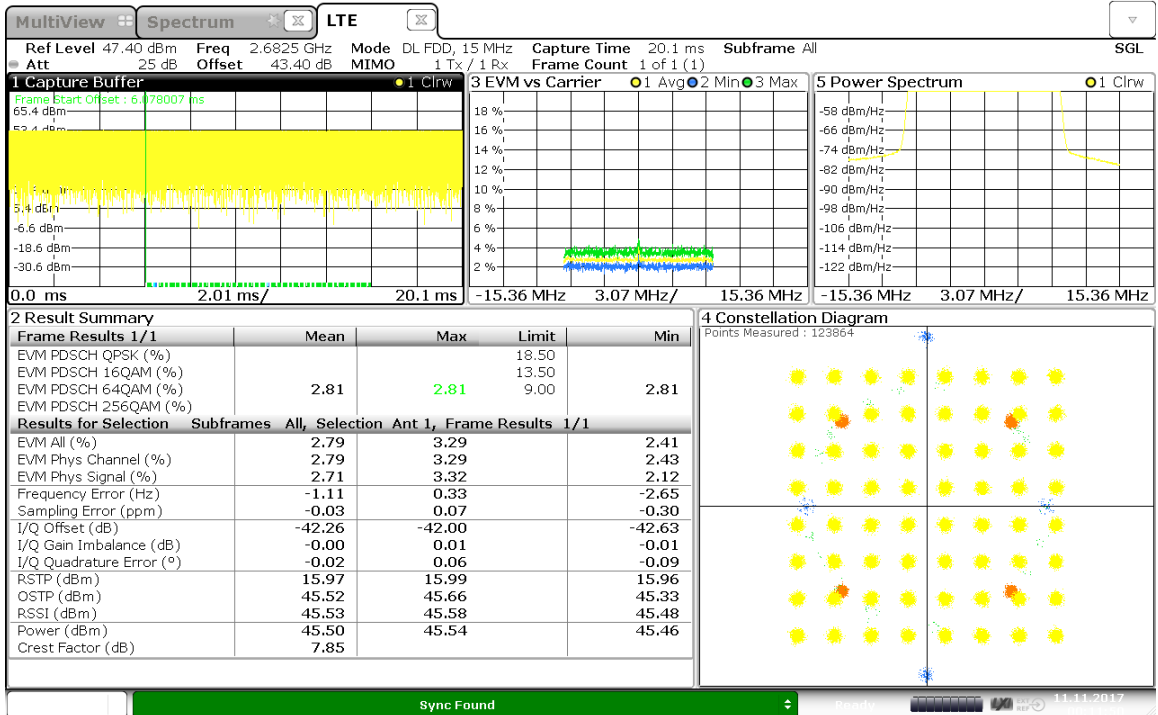 MultiView Spectrum LTE
Ref Level 47.40 dBm Freq 2.6825 GHz Mode DL FDD, 15 MHz Capture Time 20.1 ms Subframe All SGL
Att 25 dB Offset 43.40 dB MIMO 1 Tx / 1 Rx Frame Count 1 of 1 (1)
1 Capture Buffer 1 Clrw
Frame Start Offset : 6.078007 ms
65.4 dBm
53.4 dBm
5.4 dBm
-6.6 dBm
-18.6 dBm
-30.6 dBm
0.0 ms 2.01 ms/ 20.1 ms
3 EVM vs Carrier 1 Avg 2 Min 3 Max
18 %
16 %
14 %
12 %
10 %
8 %
6 %
4 %
2 %
-15.36 MHz 3.07 MHz/ 15.36 MHz
5 Power Spectrum 1 Clrw
-58 dBm/Hz
-66 dBm/Hz
-74 dBm/Hz
-82 dBm/Hz
-90 dBm/Hz
-98 dBm/Hz
-106 dBm/Hz
-114 dBm/Hz
-122 dBm/Hz
-15.36 MHz 3.07 MHz/ 15.36 MHz
2 Result Summary
Frame Results 1/1 Mean Max Limit Min
EVM PDSCH QPSK (%) 18.50
EVM PDSCH 16QAM (%) 13.50
EVM PDSCH 64QAM (%) 2.81 2.81 9.00 2.81
EVM PDSCH 256QAM (%)
Results for Selection Subframes All, Selection Ant 1, Frame Results 1/1
EVM All (%) 2.79 3.29 2.41
EVM Phys Channel (%) 2.79 3.29 2.43
EVM Phys Signal (%) 2.71 3.32 2.12
Frequency Error (Hz) -1.11 0.33 -2.65
Sampling Error (ppm) -0.03 0.07 -0.30
I/Q Offset (dB) -42.26 -42.00 -42.63
I/Q Gain Imbalance (dB) -0.00 0.01 -0.01
I/Q Quadrature Error (°) -0.02 0.06 -0.09
RSTP (dBm) 15.97 15.99 15.96
OSTP (dBm) 45.52 45.66 45.33
RSSI (dBm) 45.53 45.58 45.48
Power (dBm) 45.50 45.54 45.46
Crest Factor (dB) 7.85
4 Constellation Diagram
Points Measured : 123864
Sync Found
Ready
LXI EXT REF
11.11.2017